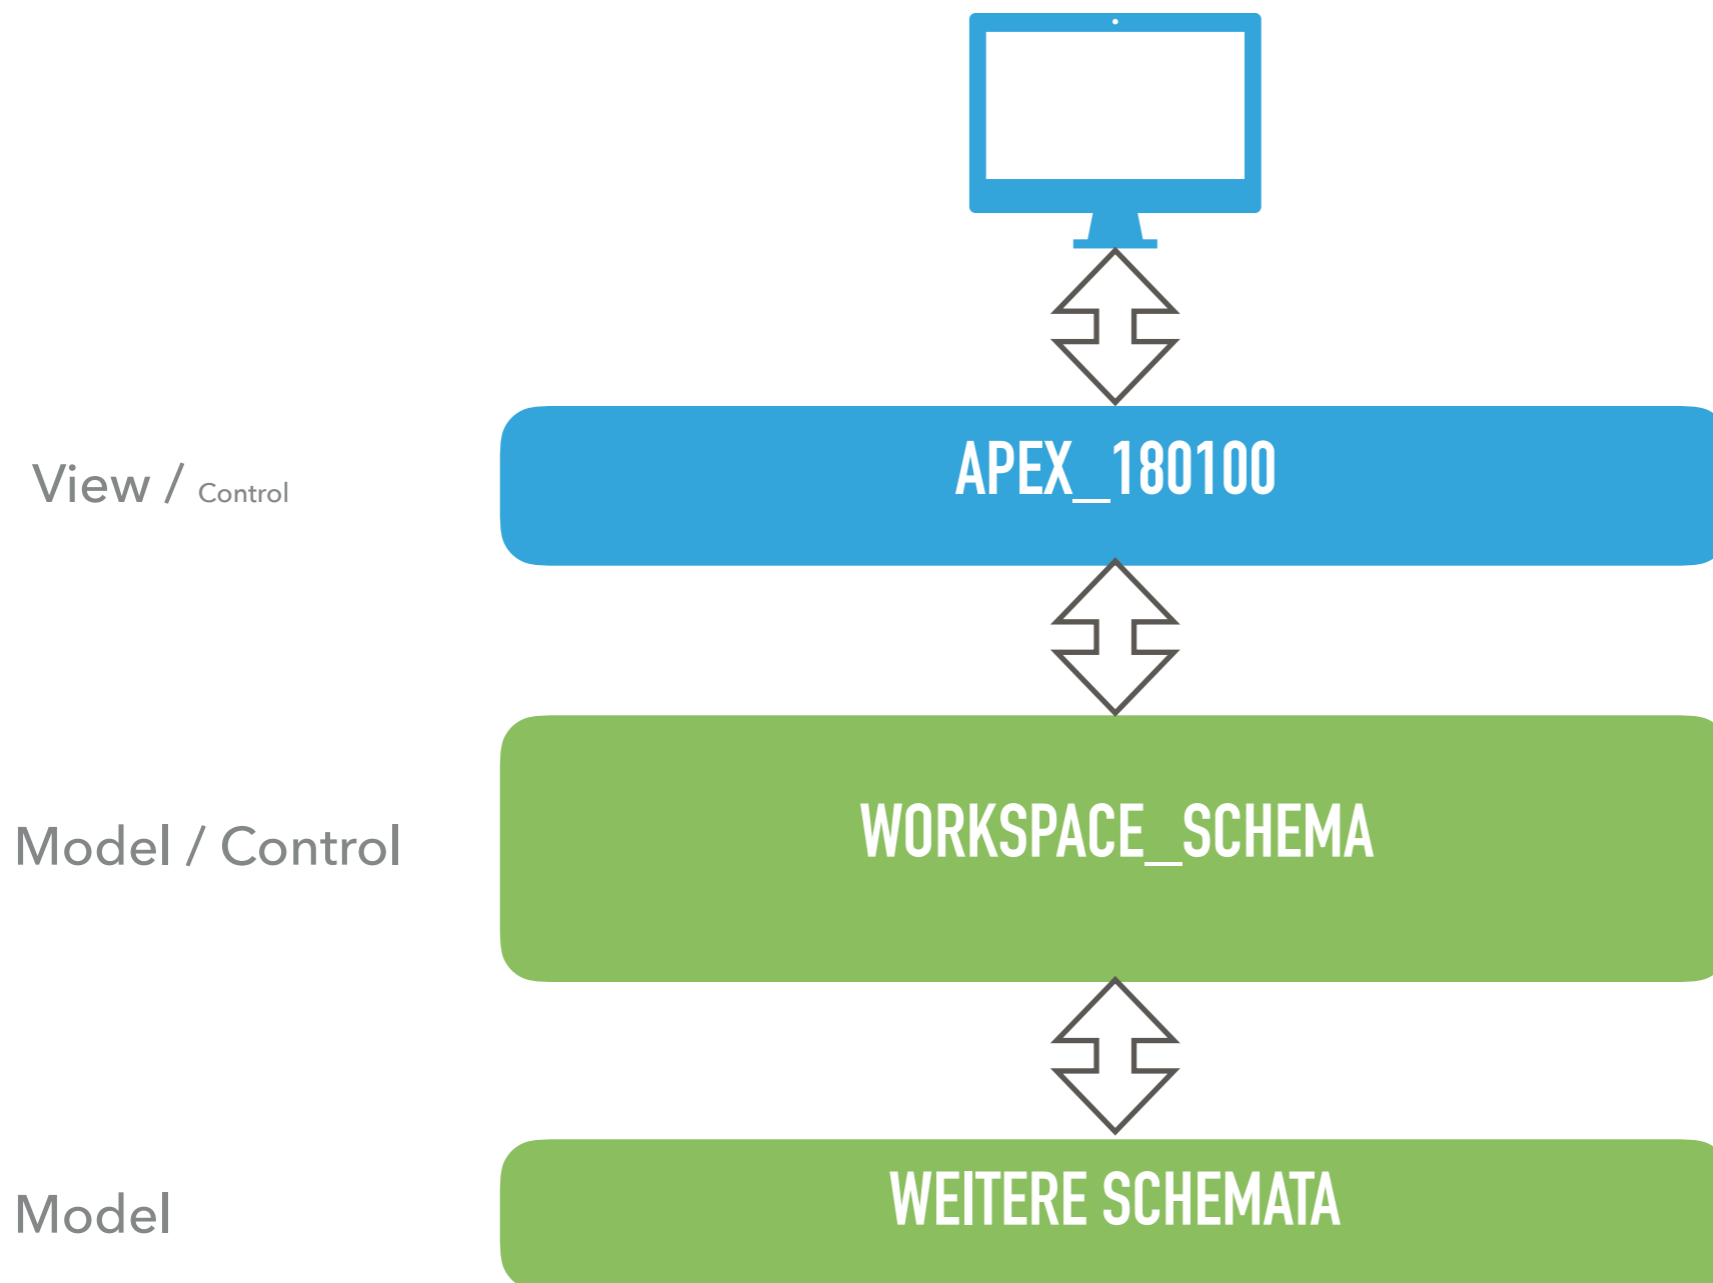 View / Control
APEX_180100
Model / Control
WORKSPACE_SCHEMA
Model
WEITERE SCHEMATA